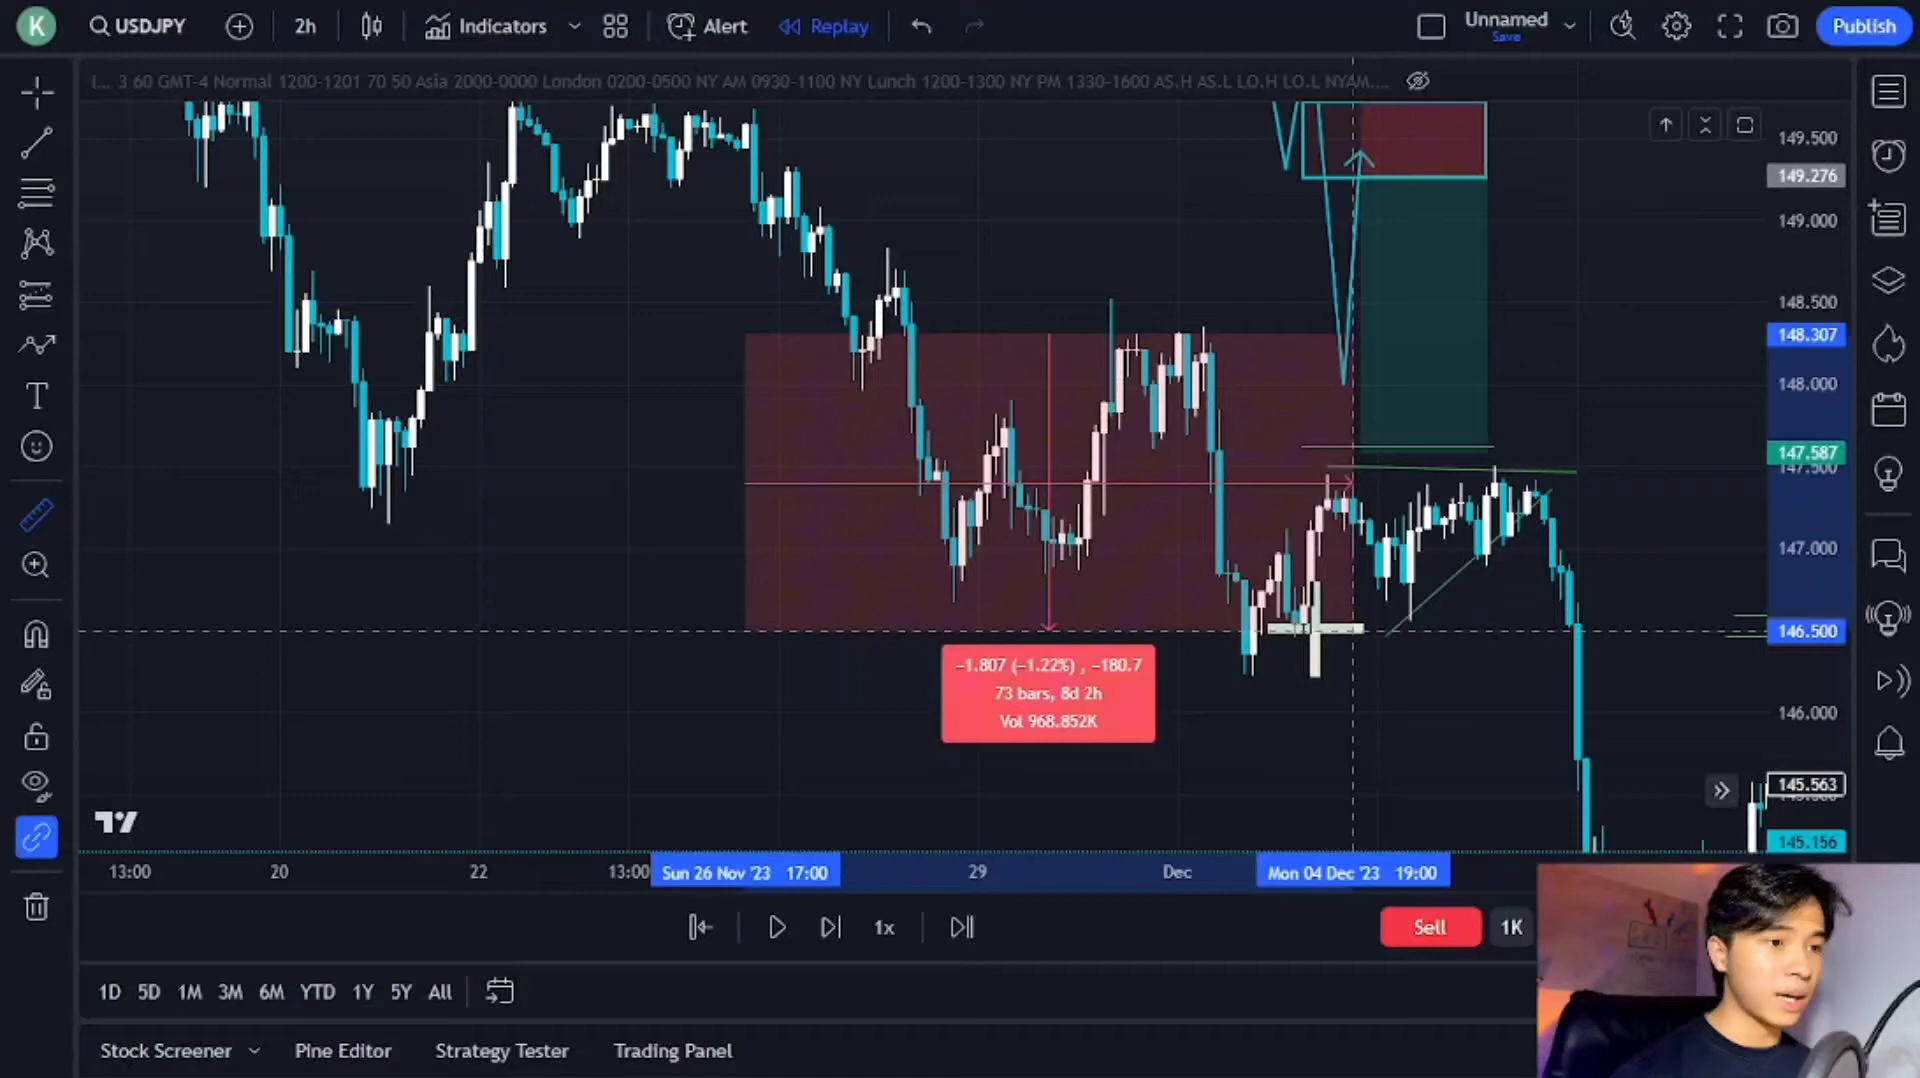 K
USDJPY
2h
Indicators
Alert
Replay
Unnamed
Save
Publish
3 60 GMT-4 Normal 1200-1201 70 50 Asia 2000-0000 London 0200-0500 NY AM 0930-1100 NY Lunch 1200-1300 NY PM 1330-1600 AS.H AS.L LO.H LO.L NYAM....
149.500
149.276
149.000
148.500
148.307
148.000
147.587
147.500
147.000
146.500
146.000
145.563
145.156
−1.807 (−1.22%) , −180.7
73 bars, 8d 2h
Vol 968.852K
13:00
20
22
13:00
Sun 26 Nov '23 17:00
29
Dec
Mon 04 Dec '23 19:00
1x
Sell
1K
1D 5D 1M 3M 6M YTD 1Y 5Y All
Stock Screener
Pine Editor
Strategy Tester
Trading Panel